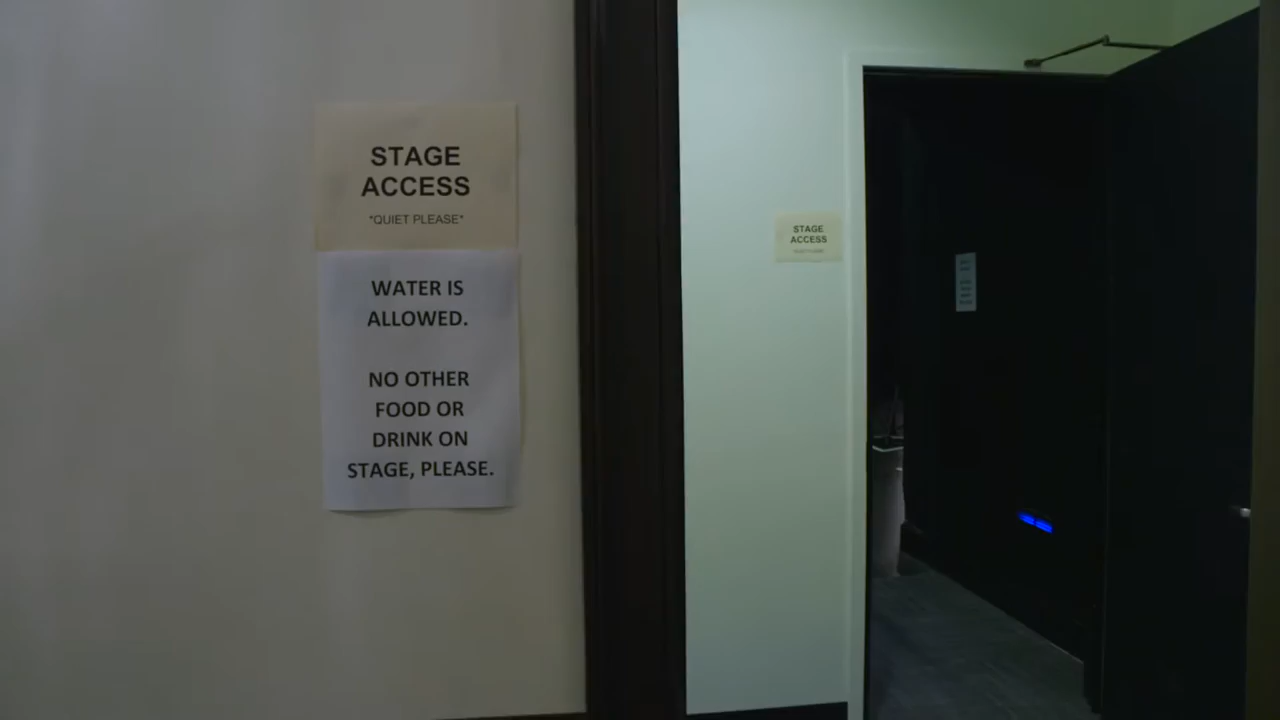 STAGE
ACCESS
*QUIET PLEASE*
WATER IS
ALLOWED.
NO OTHER
FOOD OR
DRINK ON
STAGE, PLEASE.
STAGE
ACCESS